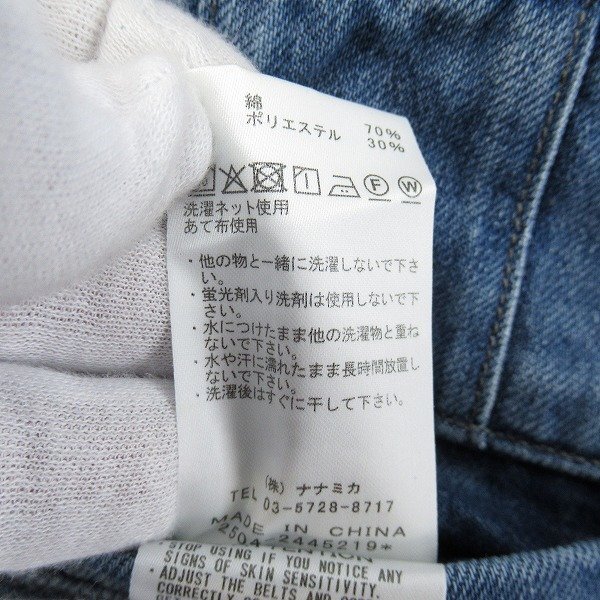 綿 70%
ポリエステル 30%
F W
洗濯ネット使用
あて布使用
・他の物と一緒に洗濯しないで下さ
い。
・蛍光剤入り洗剤は使用しないで下さい。
・水につけたまま他の洗濯物と重ね
ないで下さい。
・水や汗に濡れたまま長時間放置し
ないで下さい。
・洗濯後はすぐに干して下さい。
(株) ナナミカ
TEL 03-5728-8717
MADE IN CHINA
2445219*
STOP USING IF YOU NOTICE ANY
SIGNS OF SKIN SENSITIVITY.
ADJUST THE BELTS AND CORDS